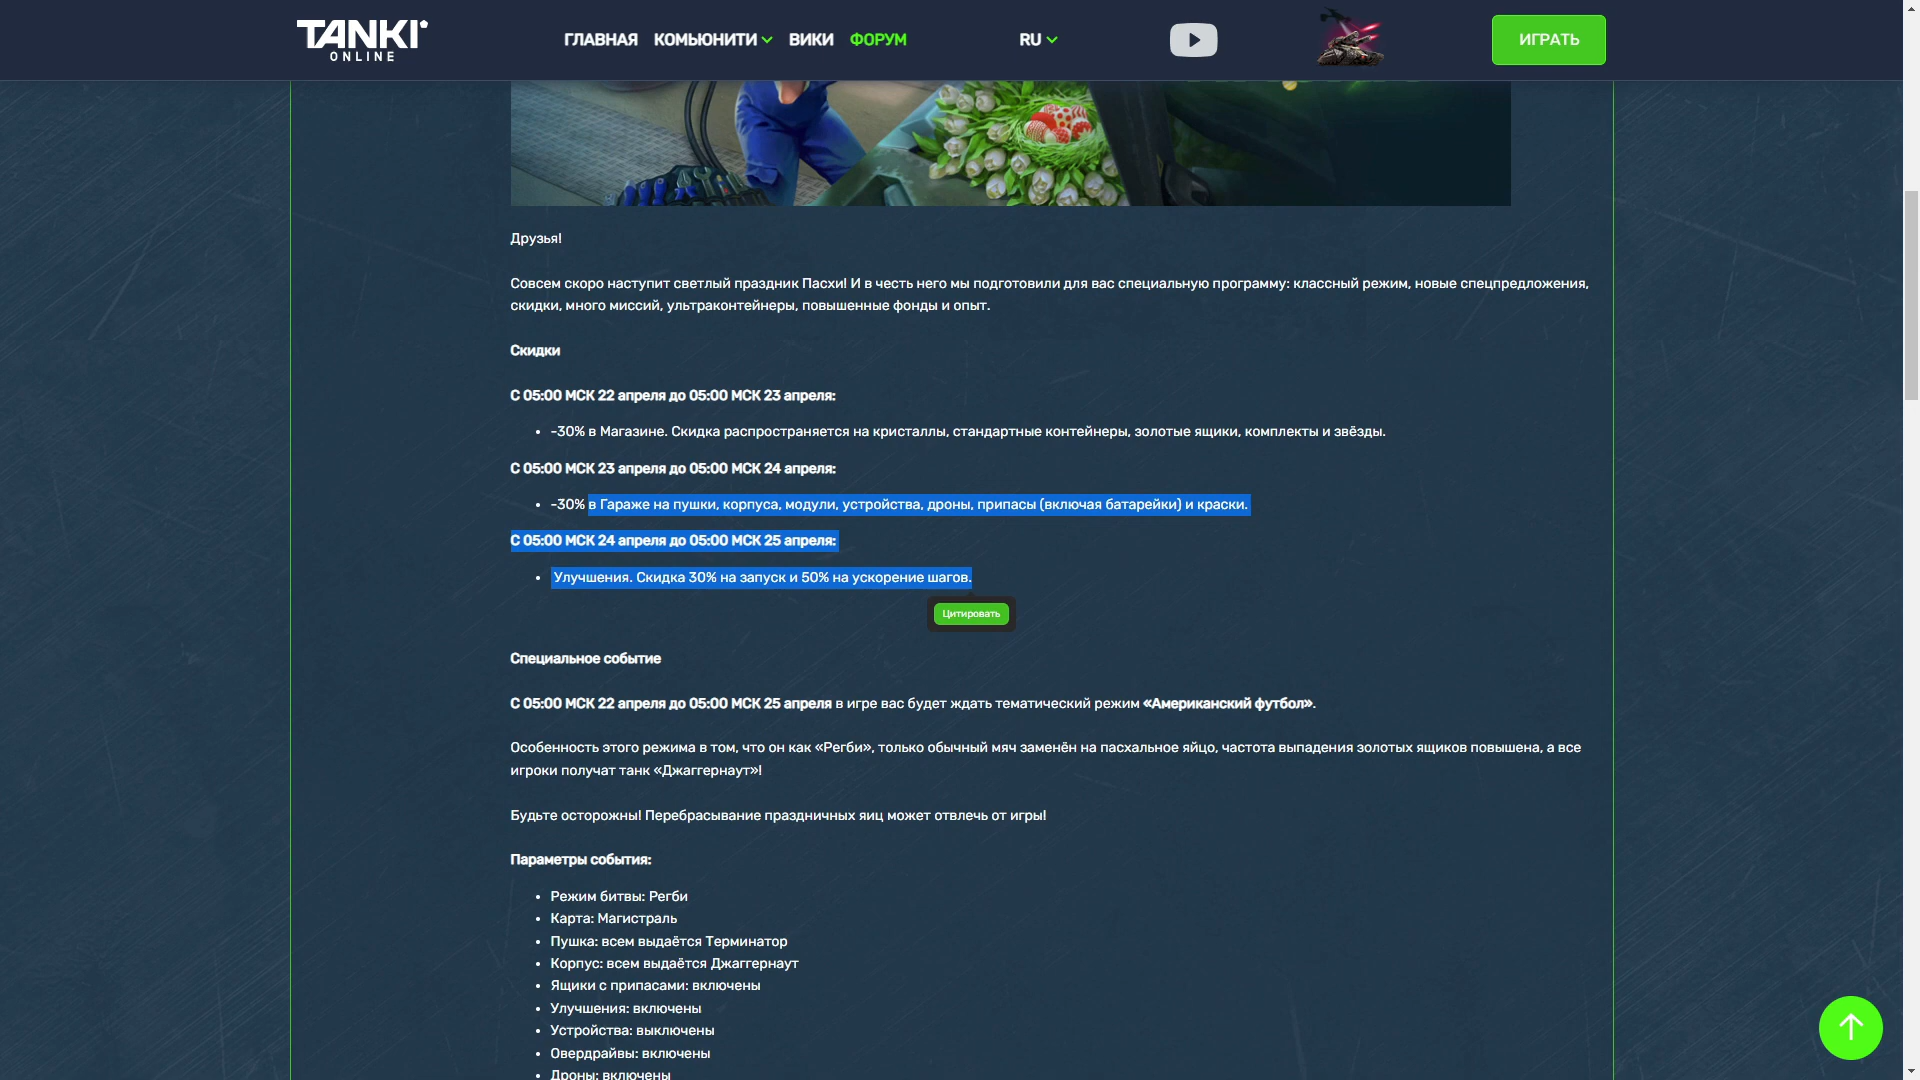 TANKI ONLINE
ГЛАВНАЯ КОМЬЮНИТИ ВИКИ ФОРУМ RU ИГРАТЬ
Друзья!
Совсем скоро наступит светлый праздник Пасхи! И в честь него мы подготовили для вас специальную программу: классный режим, новые спецпредложения,
скидки, много миссий, ультраконтейнеры, повышенные фонды и опыт.
Скидки
С 05:00 МСК 22 апреля до 05:00 МСК 23 апреля:
• -30% в Магазине. Скидка распространяется на кристаллы, стандартные контейнеры, золотые ящики, комплекты и звёзды.
С 05:00 МСК 23 апреля до 05:00 МСК 24 апреля:
• -30% в Гараже на пушки, корпуса, модули, устройства, дроны, припасы (включая батарейки) и краски.
С 05:00 МСК 24 апреля до 05:00 МСК 25 апреля:
• Улучшения. Скидка 30% на запуск и 50% на ускорение шагов.
Цитировать
Специальное событие
С 05:00 МСК 22 апреля до 05:00 МСК 25 апреля в игре вас будет ждать тематический режим «Американский футбол».
Особенность этого режима в том, что он как «Регби», только обычный мяч заменён на пасхальное яйцо, частота выпадения золотых ящиков повышена, а все
игроки получат танк «Джаггернаут»!
Будьте осторожны! Перебрасывание праздничных яиц может отвлечь от игры!
Параметры события:
• Режим битвы: Регби
• Карта: Магистраль
• Пушка: всем выдаётся Терминатор
• Корпус: всем выдаётся Джаггернаут
• Ящики с припасами: включены
• Улучшения: включены
• Устройства: выключены
• Овердрайвы: включены
• Дроны: включены